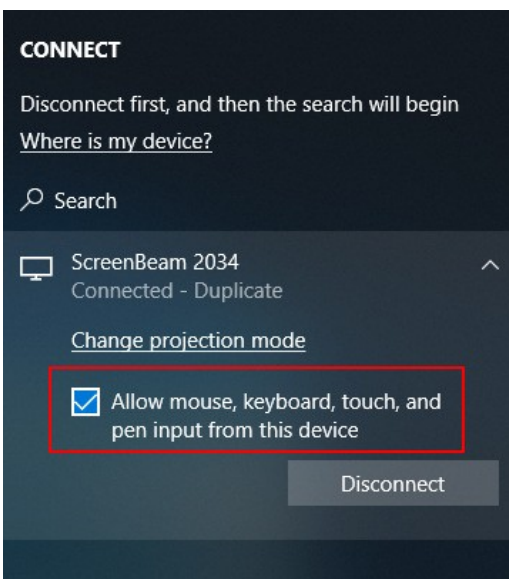 CONNECT
Disconnect first, and then the search will begin
Where is my device?
Search
ScreenBeam 2034
Connected - Duplicate
Change projection mode
Allow mouse, keyboard, touch, and
pen input from this device
Disconnect